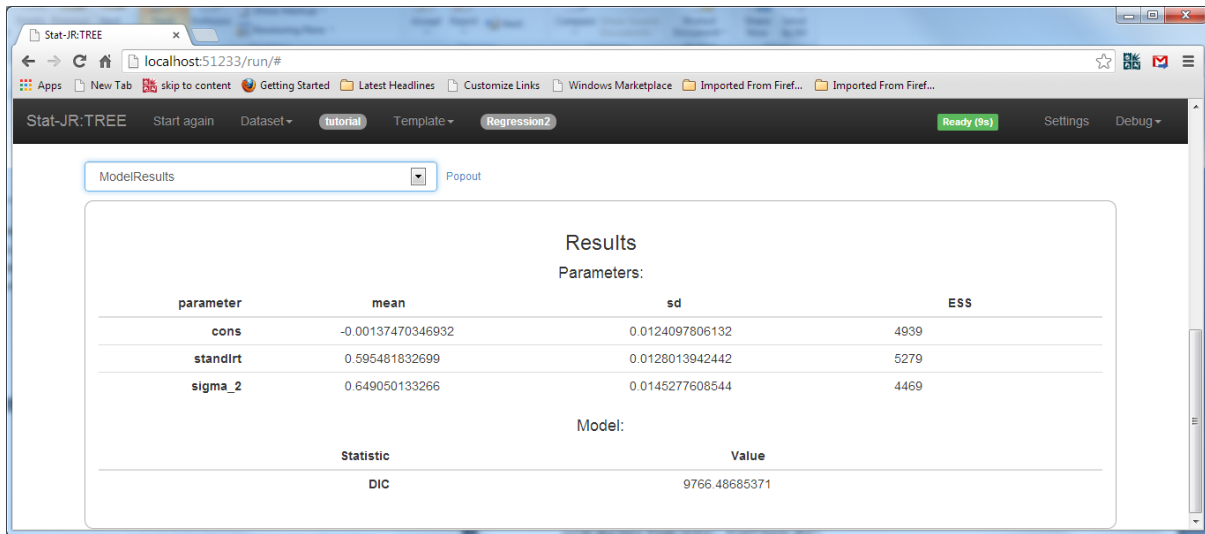 Stat-JR:TREE
localhost:51233/run/#
Apps New Tab skip to content Getting Started Latest Headlines Customize Links Windows Marketplace Imported From Firef... Imported From Firef...
Stat-JR:TREE Start again Dataset tutorial Template Regression2 Ready (9s) Settings Debug
ModelResults Popout
Results
Parameters:
parameter mean sd ESS
cons -0.00137470346932 0.0124097806132 4939
standlrt 0.595481832699 0.0128013942442 5279
sigma_2 0.649050133266 0.0145277608544 4469
Model:
Statistic Value
DIC 9766.48685371